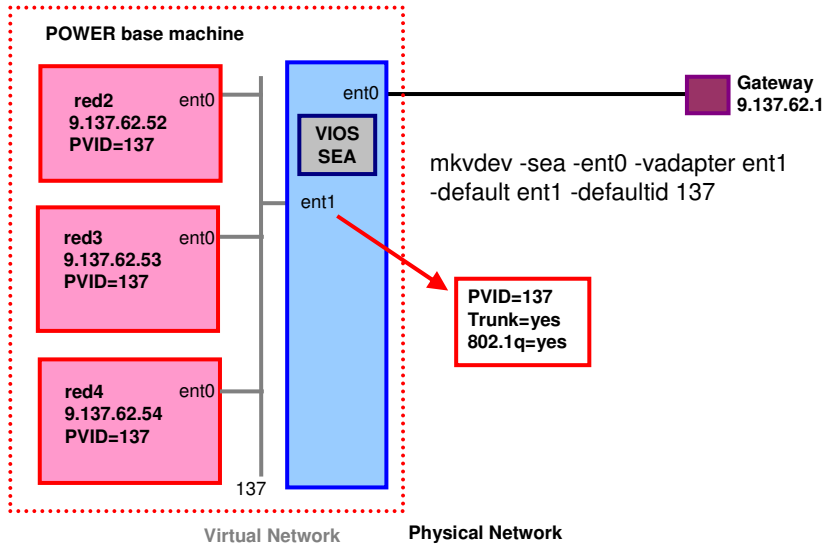 POWER base machine
red2
9.137.62.52
PVID=137
ent0
red3
9.137.62.53
PVID=137
ent0
red4
9.137.62.54
PVID=137
ent0
137
ent0
VIOS
SEA
ent1
Gateway
9.137.62.1
mkvdev -sea -ent0 -vadapter ent1
-default ent1 -defaultid 137
PVID=137
Trunk=yes
802.1q=yes
Virtual Network
Physical Network